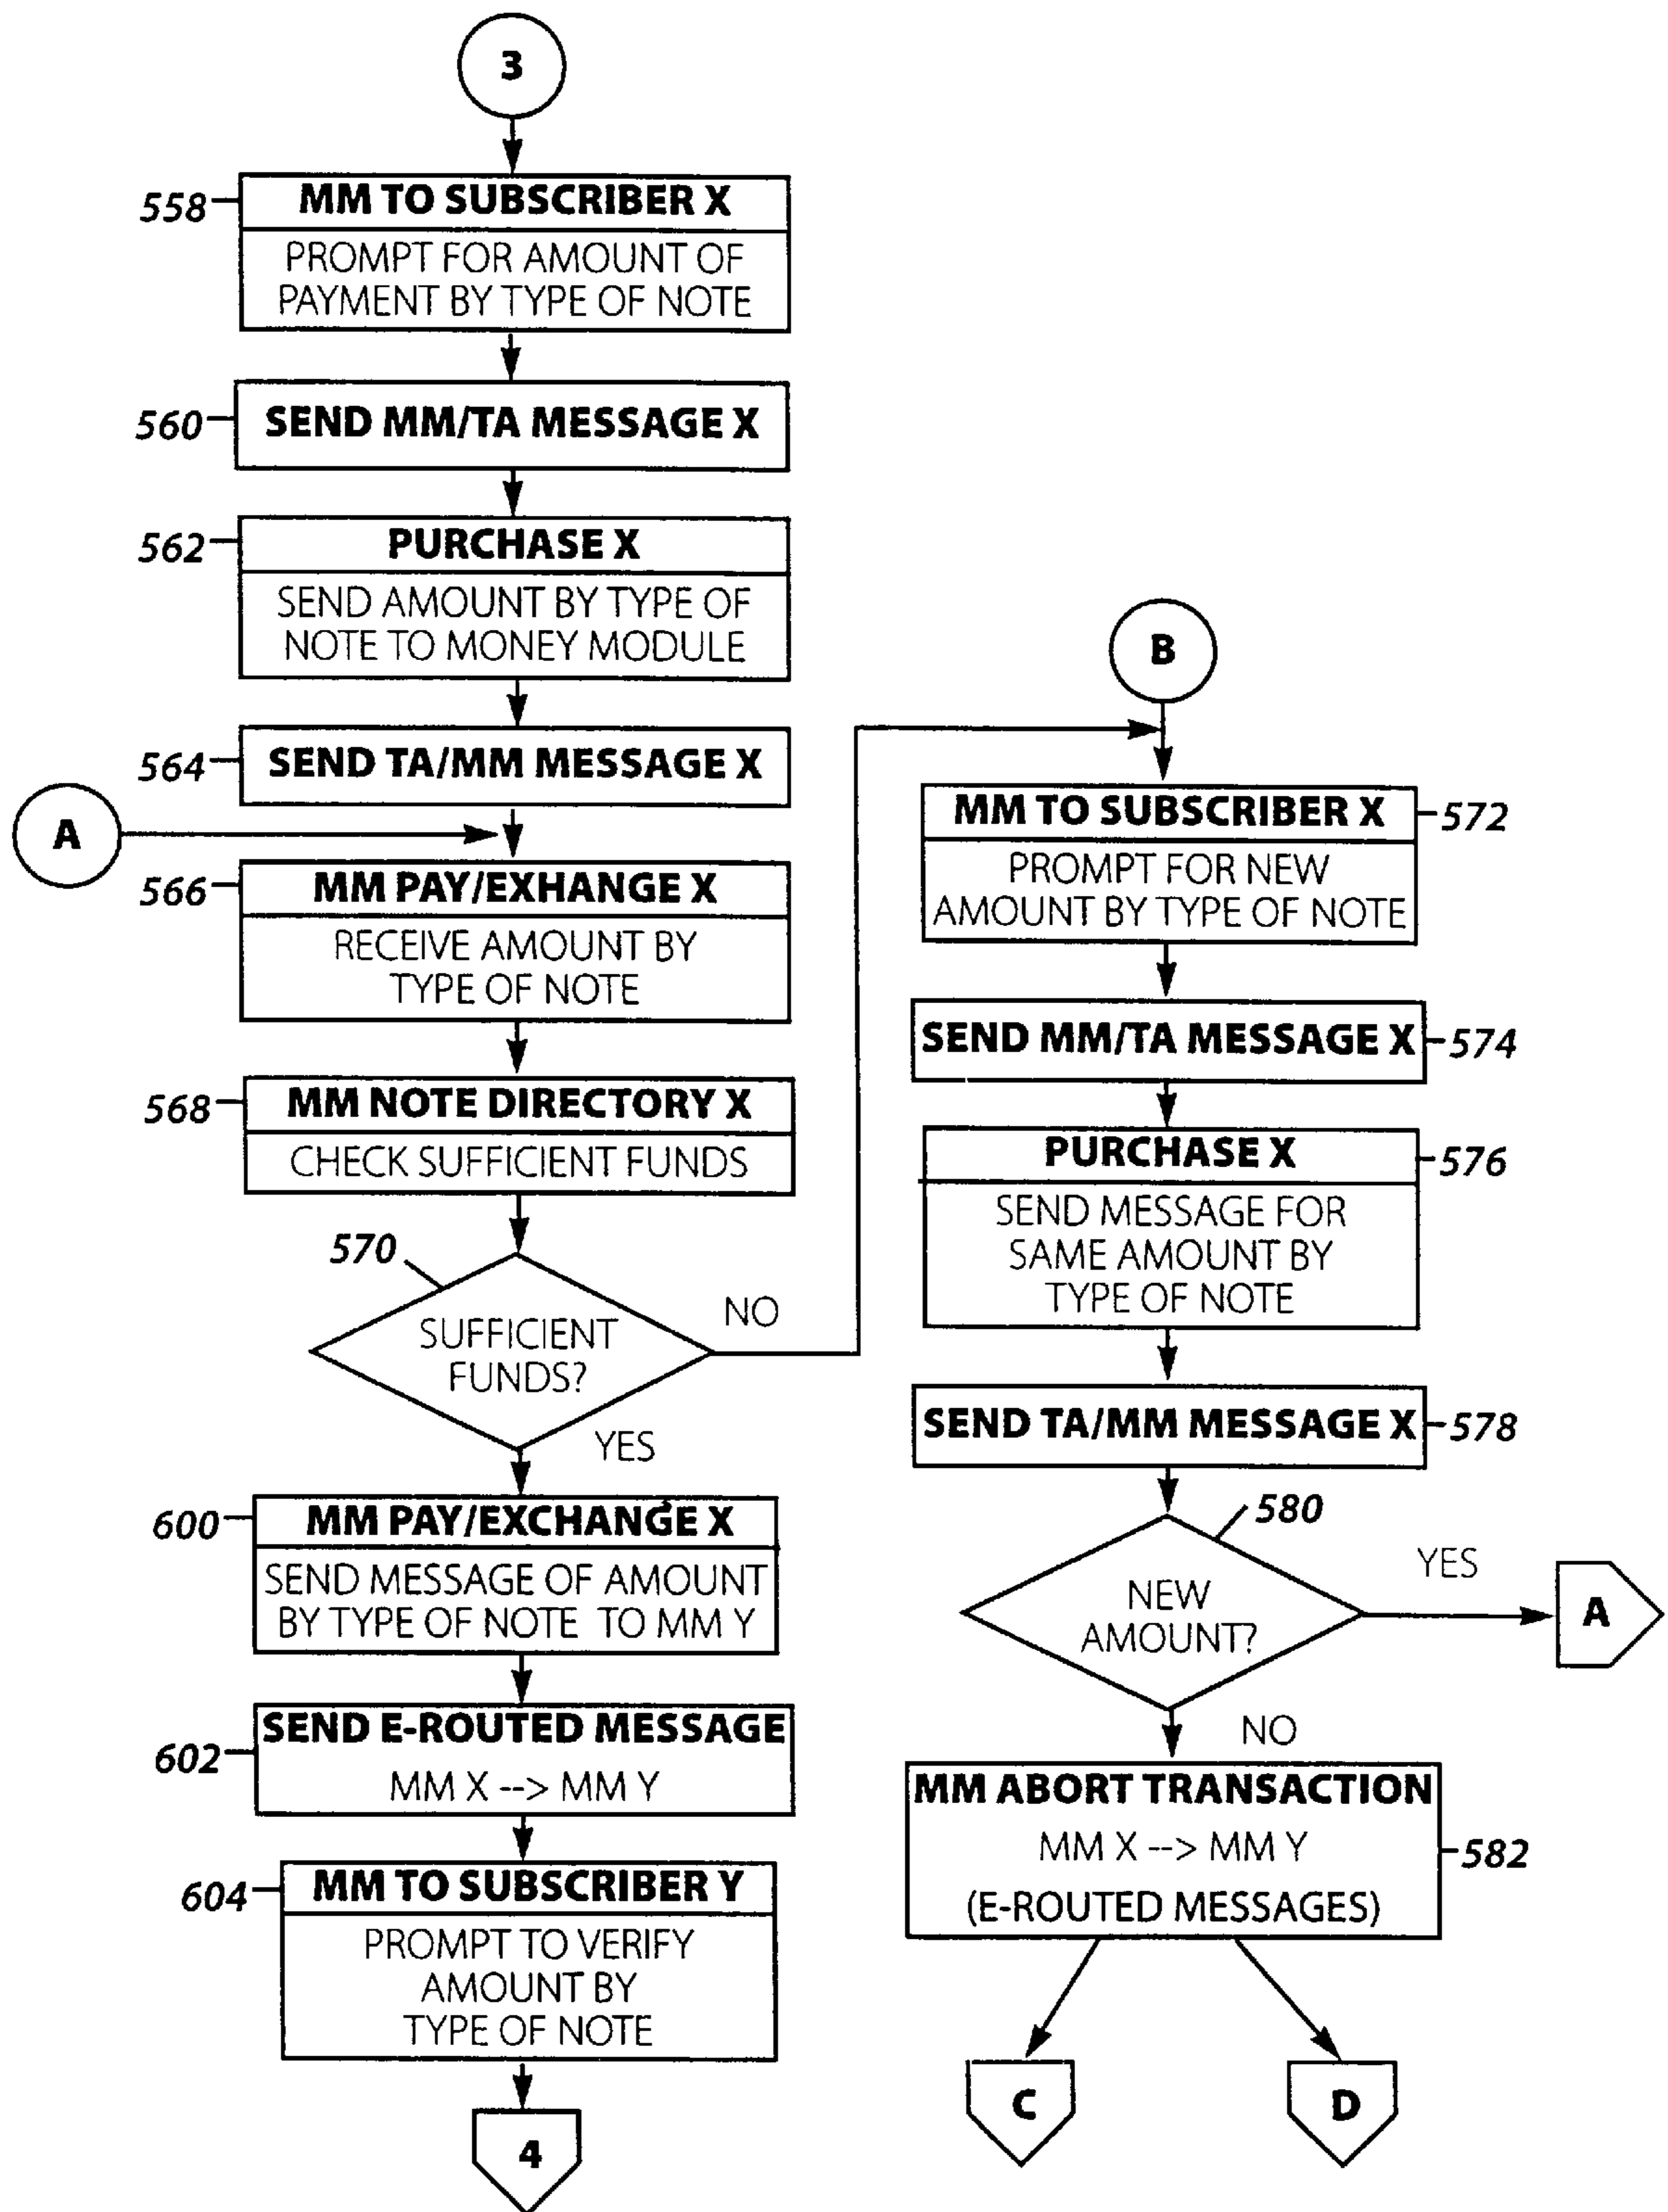 3
558
MM TO SUBSCRIBER X
PROMPT FOR AMOUNT OF
PAYMENT BY TYPE OF NOTE
560
SEND MM/TA MESSAGE X
562
PURCHASE X
SEND AMOUNT BY TYPE OF
NOTE TO MONEY MODULE
564
SEND TA/MM MESSAGE X
A
566
MM PAY/EXHANGE X
RECEIVE AMOUNT BY
TYPE OF NOTE
568
MM NOTE DIRECTORY X
CHECK SUFFICIENT FUNDS
570
SUFFICIENT
FUNDS?
NO
YES
600
MM PAY/EXCHANGE X
SEND MESSAGE OF AMOUNT
BY TYPE OF NOTE TO MM Y
602
SEND E-ROUTED MESSAGE
MM X --> MM Y
604
MM TO SUBSCRIBER Y
PROMPT TO VERIFY
AMOUNT BY
TYPE OF NOTE
4
B
MM TO SUBSCRIBER X
572
PROMPT FOR NEW
AMOUNT BY TYPE OF NOTE
SEND MM/TA MESSAGE X
574
PURCHASE X
576
SEND MESSAGE FOR
SAME AMOUNT BY
TYPE OF NOTE
SEND TA/MM MESSAGE X
578
580
NEW
AMOUNT?
YES
A
NO
MM ABORT TRANSACTION
MM X --> MM Y
582
(E-ROUTED MESSAGES)
C
D